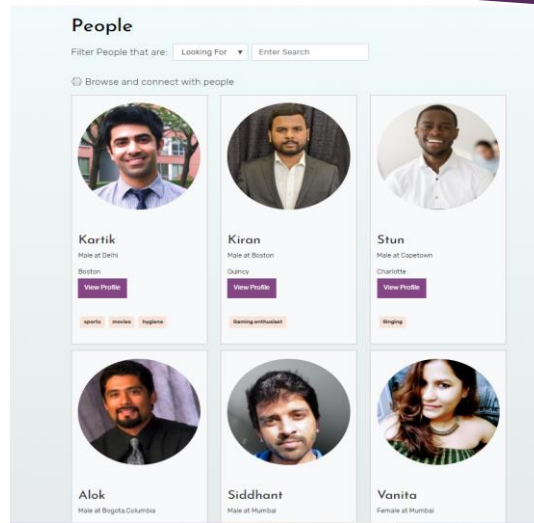 People
Filter People that are: Looking For ▼ Enter Search
Browse and connect with people
Kartik
Male at Delhi
Boston
View Profile
sports movies hygiene
Kiran
Male at Boston
Quincy
View Profile
Gaming enthusiast
Stun
Male at Capetown
Charlotte
View Profile
Singing
Alok
Male at Bogota,Columbia
Siddhant
Male at Mumbai
Vanita
Female at Mumbai